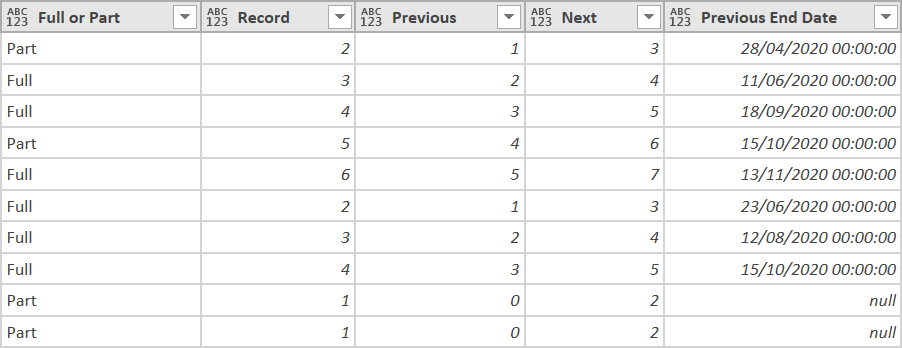 ABC 123 Full or Part ABC 123 Record ABC 123 Previous ABC 123 Next ABC 123 Previous End Date
Part 2 1 3 28/04/2020 00:00:00
Full 3 2 4 11/06/2020 00:00:00
Full 4 3 5 18/09/2020 00:00:00
Part 5 4 6 15/10/2020 00:00:00
Full 6 5 7 13/11/2020 00:00:00
Full 2 1 3 23/06/2020 00:00:00
Full 3 2 4 12/08/2020 00:00:00
Full 4 3 5 15/10/2020 00:00:00
Part 1 0 2 null
Part 1 0 2 null